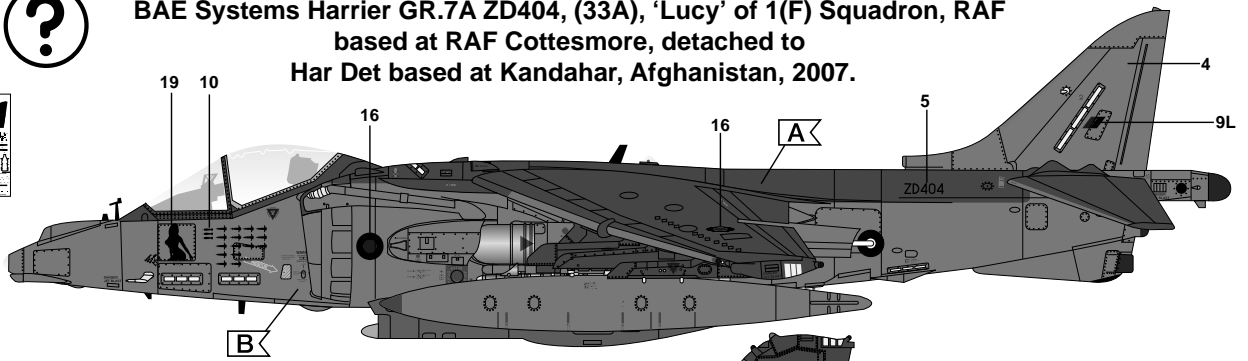 ?
BAE Systems Harrier GR.7A ZD404, (33A), ‘Lucy’ of 1(F) Squadron, RAF
based at RAF Cottesmore, detached to
Har Det based at Kandahar, Afghanistan, 2007.
19 10
16
16
A
5
4
9L
ZD404
B